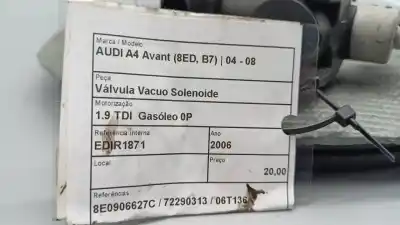 Marca / Modelo
AUDI A4 Avant (8ED, B7) | 04 - 08
Peça
Válvula Vacuo Solenoide
Motorização
1.9 TDI Gasóleo 0P
Referência Interna Ano
EDIR1871 2006
Local Preço
20,00
8E0906627C / 72290313 / 06T136